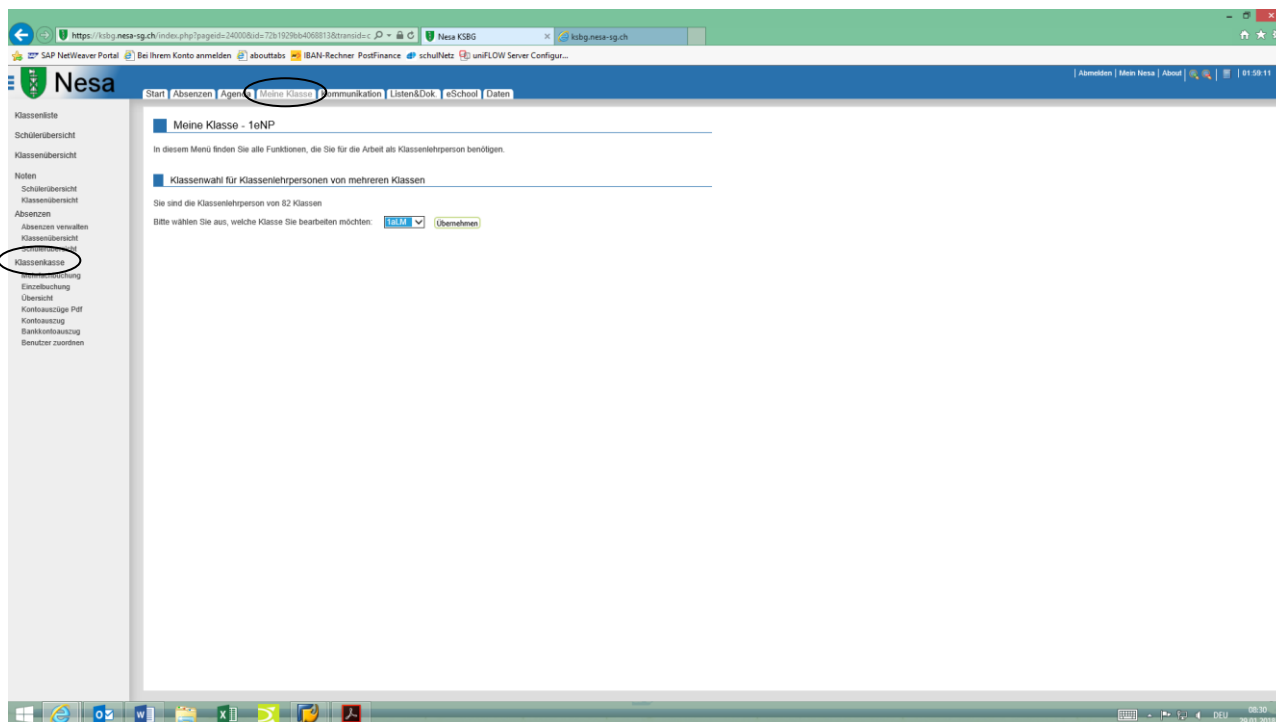 https://ksbg.nesa-sg.ch/index.php?pageid=24000&id=72b1929bb4068813&transid=c
Nesa KSBG
ksbg.nesa-sg.ch
SAP NetWeaver Portal
Bei Ihrem Konto anmelden
abouttabs
IBAN-Rechner PostFinance
schulNetz
uniFLOW Server Configur...
Nesa
| Abmelden | Mein Nesa | About |
| 01:59:11
Start
Absenzen
Agenda
Meine Klasse
Kommunikation
Listen&Dok.
eSchool
Daten
Klassenliste
Schülerübersicht
Klassenübersicht
Noten
Schülerübersicht
Klassenübersicht
Absenzen
Absenzen verwalten
Klassenübersicht
Schülerübersicht
Klassenkasse
Mehrfachbuchung
Einzelbuchung
Übersicht
Kontoauszüge Pdf
Kontoauszug
Bankkontoauszug
Benutzer zuordnen
Meine Klasse - 1eNP
In diesem Menü finden Sie alle Funktionen, die Sie für die Arbeit als Klassenlehrperson benötigen.
Klassenwahl für Klassenlehrpersonen von mehreren Klassen
Sie sind die Klassenlehrperson von 82 Klassen
Bitte wählen Sie aus, welche Klasse Sie bearbeiten möchten: 1aLM Übernehmen
DEU
08:30